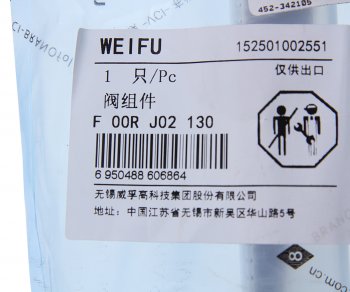 452-342105
WEIFU 152501002551
1 只/Pc 仅供出口
阀组件
F 00R J02 130
6 950488 606864
无锡威孚高科技集团股份有限公司
地址：中国江苏省无锡市新吴区华山路5号